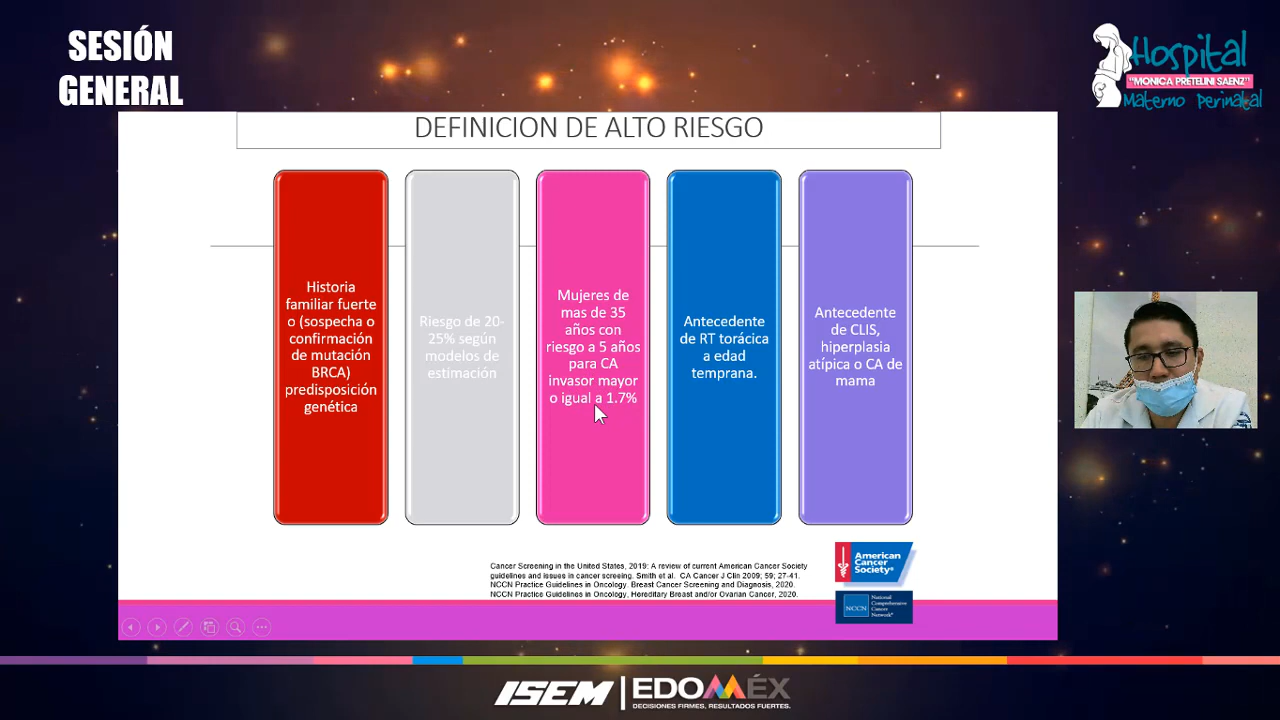 SESIÓN
GENERAL
Hospital
"MONICA PRETELINI SAENZ"
Materno Perinatal
DEFINICION DE ALTO RIESGO
Historia
familiar fuerte
o (sospecha o
confirmación
de mutación
BRCA)
predisposición
genética
Riesgo de 20-
25% según
modelos de
estimación
Mujeres de
mas de 35
años con
riesgo a 5 años
para CA
invasor mayor
o igual a 1.7%
Antecedente
de RT torácica
a edad
temprana.
Antecedente
de CLIS,
hiperplasia
atípica o CA de
mama
Cancer Screening in the United States, 2019: A review of current American Cancer Society
guidelines and issues in cancer screeing. Smith et al. CA Cancer J Clin 2009; 59; 27-41.
NCCN Practice Guidelines in Oncology. Breast Cancer Screening and Diagnosis, 2020.
NCCN Practice Guidelines in Oncology. Hereditary Breast and/or Ovarian Cancer, 2020.
American
Cancer
Society®
NCCN
National
Comprehensive
Cancer
Network®
ISEM
EDOMÉX
DECISIONES FIRMES, RESULTADOS FUERTES.